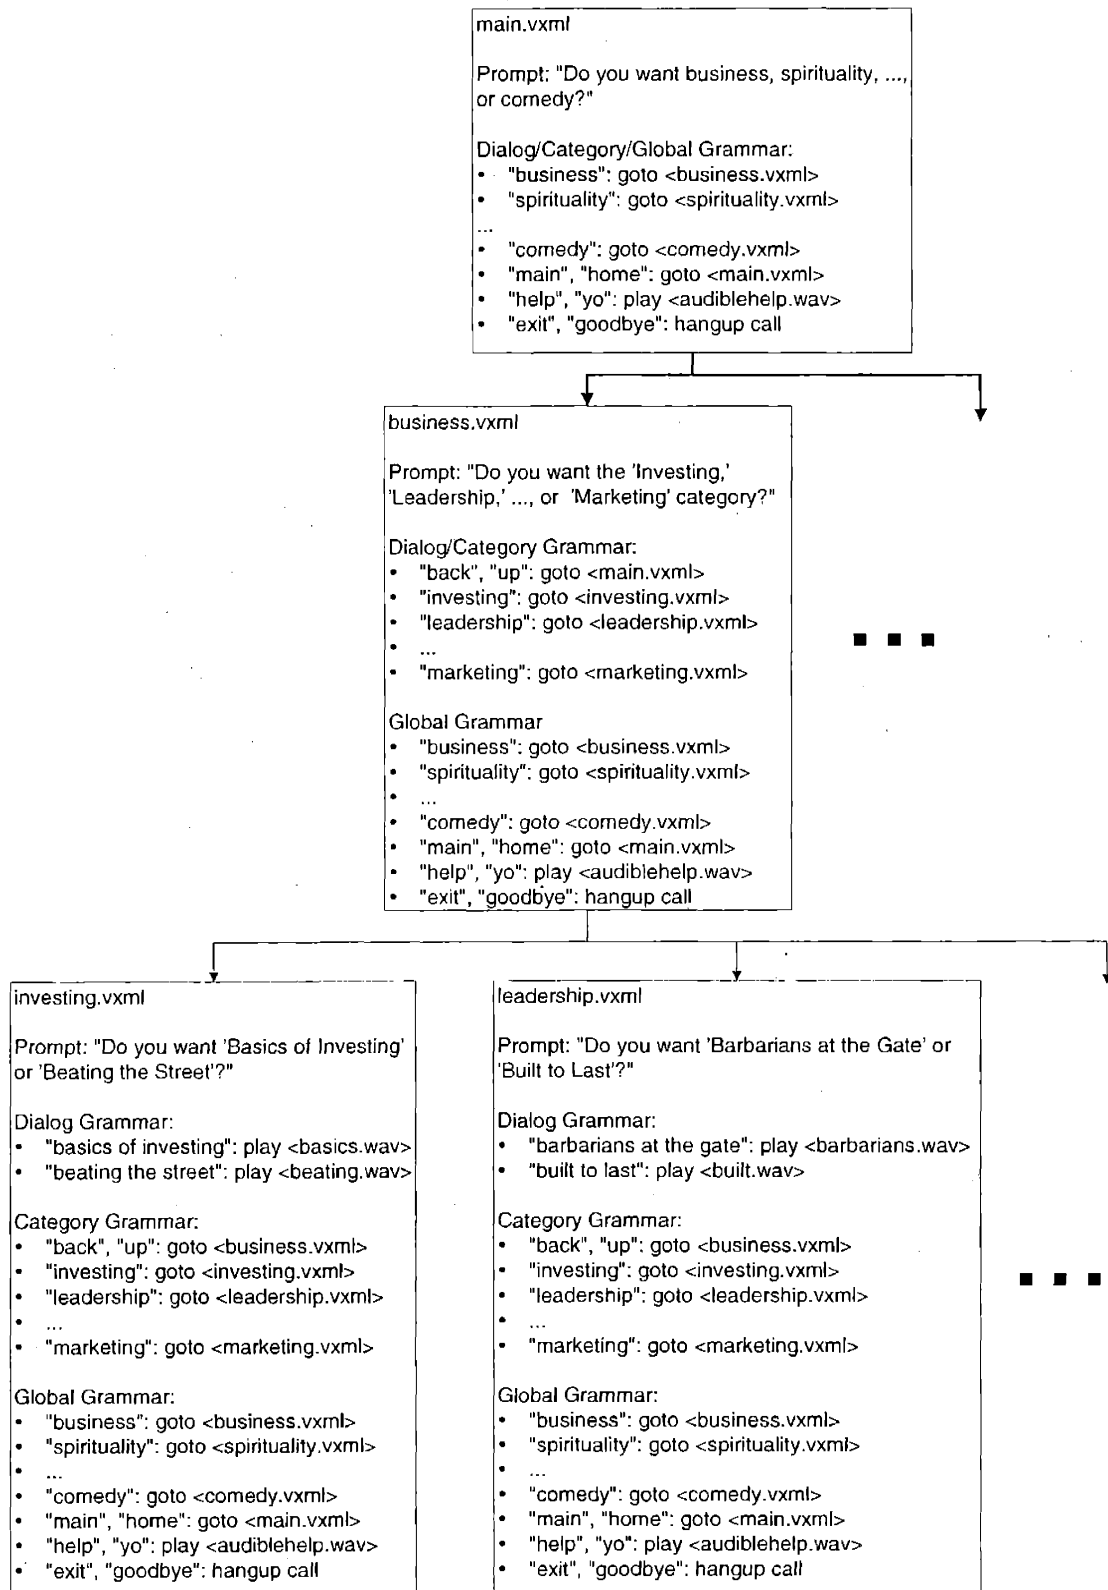 main.vxml
Prompt: "Do you want business, spirituality, ...,
or comedy?"
Dialog/Category/Global Grammar:
• "business": goto <business.vxml>
• "spirituality": goto <spirituality.vxml>
...
• "comedy": goto <comedy.vxml>
• "main", "home": goto <main.vxml>
• "help", "yo": play <audiblehelp.wav>
• "exit", "goodbye": hangup call
business.vxml
Prompt: "Do you want the 'Investing,'
'Leadership,' ..., or 'Marketing' category?"
Dialog/Category Grammar:
• "back", "up": goto <main.vxml>
• "investing": goto <investing.vxml>
• "leadership": goto <leadership.vxml>
• ...
• "marketing": goto <marketing.vxml>
Global Grammar
• "business": goto <business.vxml>
• "spirituality": goto <spirituality.vxml>
• ...
• "comedy": goto <comedy.vxml>
• "main", "home": goto <main.vxml>
• "help", "yo": play <audiblehelp.wav>
• "exit", "goodbye": hangup call
investing.vxml
Prompt: "Do you want 'Basics of Investing'
or 'Beating the Street'?"
Dialog Grammar:
• "basics of investing": play <basics.wav>
• "beating the street": play <beating.wav>
Category Grammar:
• "back", "up": goto <business.vxml>
• "investing": goto <investing.vxml>
• "leadership": goto <leadership.vxml>
• ...
• "marketing": goto <marketing.vxml>
Global Grammar:
• "business": goto <business.vxml>
• "spirituality": goto <spirituality.vxml>
• ...
• "comedy": goto <comedy.vxml>
• "main", "home": goto <main.vxml>
• "help", "yo": play <audiblehelp.wav>
• "exit", "goodbye": hangup call
leadership.vxml
Prompt: "Do you want 'Barbarians at the Gate' or
'Built to Last'?"
Dialog Grammar:
• "barbarians at the gate": play <barbarians.wav>
• "built to last": play <built.wav>
Category Grammar:
• "back", "up": goto <business.vxml>
• "investing": goto <investing.vxml>
• "leadership": goto <leadership.vxml>
• ...
• "marketing": goto <marketing.vxml>
Global Grammar:
• "business": goto <business.vxml>
• "spirituality": goto <spirituality.vxml>
• ...
• "comedy": goto <comedy.vxml>
• "main", "home": goto <main.vxml>
• "help", "yo": play <audiblehelp.wav>
• "exit", "goodbye": hangup call